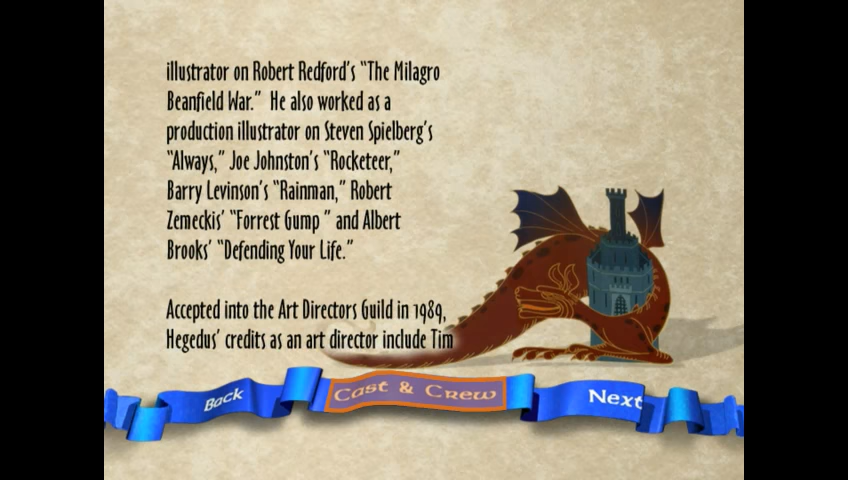 illustrator on Robert Redford's “The Milagro
Beanfield War.” He also worked as a
production illustrator on Steven Spielberg's
“Always,” Joe Johnston's “Rocketeer,”
Barry Levinson's “Rainman,” Robert
Zemeckis' “Forrest Gump ” and Albert
Brooks' “Defending Your Life.”
Accepted into the Art Directors Guild in 1989,
Hegedus' credits as an art director include Tim
Back
Cast & Crew
Next